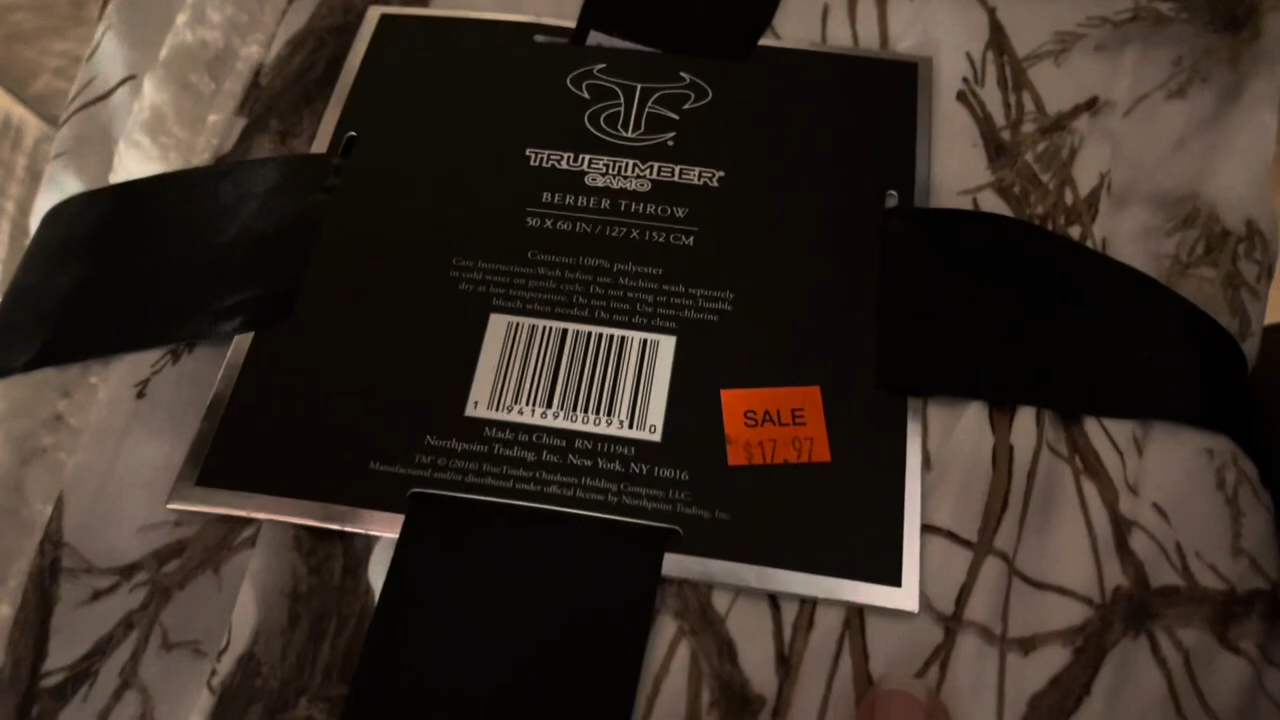 TRUETIMBER®
CAMO
BERBER THROW
50 X 60 IN / 127 X 152 CM
Content:100% polyester
Care Instructions:Wash before use. Machine wash separately
in cold water on gentle cycle. Do not wring or twist.Tumble
dry at low temperature. Do not iron. Use non-chlorine
bleach when needed. Do not dry clean.
1 94169 00093 0
SALE
$17.97
Made in China RN 111943
Northpoint Trading, Inc. New York, NY 10016
TM © (2016) TrueTimber Outdoors Holding Company, LLC.
Manufactured and/or distributed under official license by Northpoint Trading, Inc.